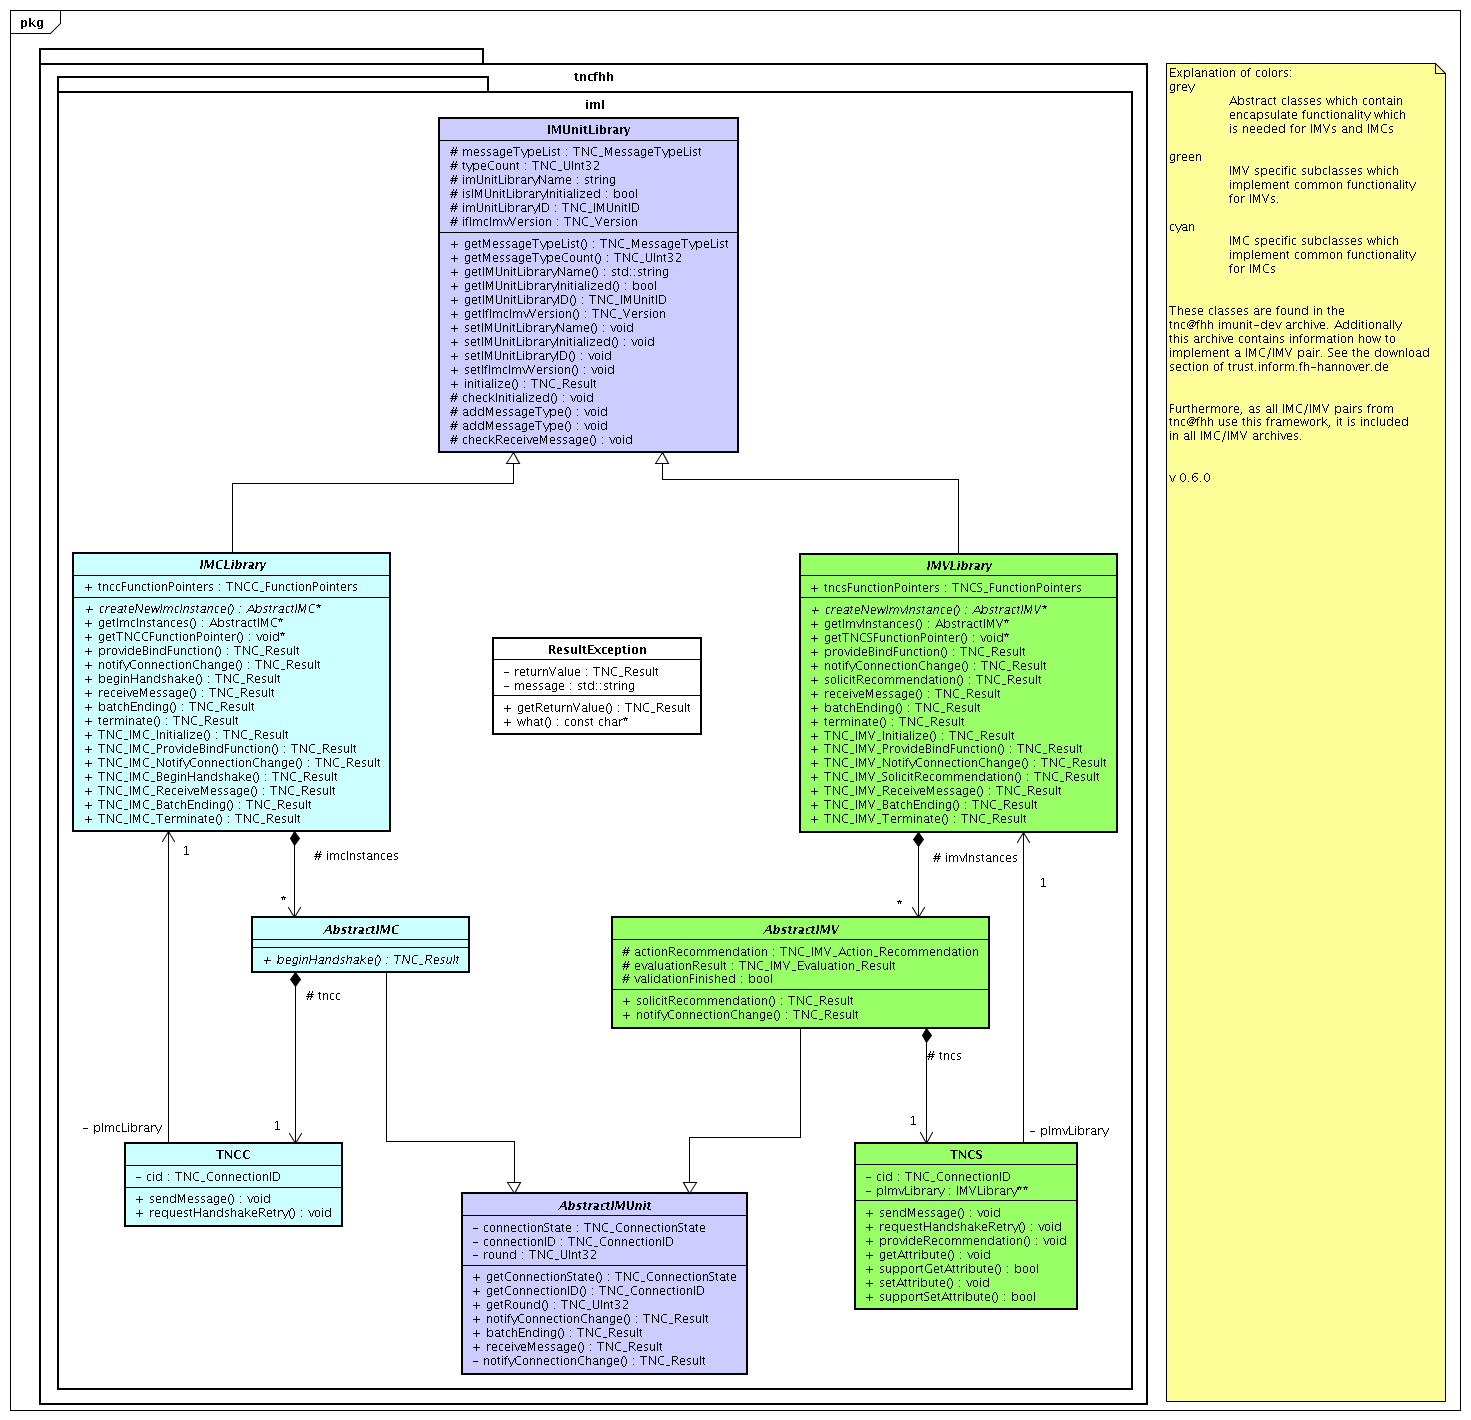 pkg
tncfhh
iml
IMUnitLibrary
# messageTypeList : TNC_MessageTypeList
# typeCount : TNC_UInt32
# imUnitLibraryName : string
# isIMUnitLibraryInitialized : bool
# imUnitLibraryID : TNC_IMUnitID
# ifImcImvVersion : TNC_Version
+ getMessageTypeList() : TNC_MessageTypeList
+ getMessageTypeCount() : TNC_UInt32
+ getIMUnitLibraryName() : std::string
+ getIMUnitLibraryInitialized() : bool
+ getIMUnitLibraryID() : TNC_IMUnitID
+ getIfImcImvVersion() : TNC_Version
+ setIMUnitLibraryName() : void
+ setIMUnitLibraryInitialized() : void
+ setIMUnitLibraryID() : void
+ setIfImcImvVersion() : void
+ initialize() : TNC_Result
# checkInitialized() : void
# addMessageType() : void
# addMessageType() : void
# checkReceiveMessage() : void
IMCLibrary
+ tnccFunctionPointers : TNCC_FunctionPointers
+ createNewImcInstance() : AbstractIMC*
+ getImcInstances() : AbstractIMC*
+ getTNCCFunctionPointer() : void*
+ provideBindFunction() : TNC_Result
+ notifyConnectionChange() : TNC_Result
+ beginHandshake() : TNC_Result
+ receiveMessage() : TNC_Result
+ batchEnding() : TNC_Result
+ terminate() : TNC_Result
+ TNC_IMC_Initialize() : TNC_Result
+ TNC_IMC_ProvideBindFunction() : TNC_Result
+ TNC_IMC_NotifyConnectionChange() : TNC_Result
+ TNC_IMC_BeginHandshake() : TNC_Result
+ TNC_IMC_ReceiveMessage() : TNC_Result
+ TNC_IMC_BatchEnding() : TNC_Result
+ TNC_IMC_Terminate() : TNC_Result
ResultException
- returnValue : TNC_Result
- message : std::string
+ getReturnValue() : TNC_Result
+ what() : const char*
IMVLibrary
+ tncsFunctionPointers : TNCS_FunctionPointers
+ createNewImvInstance() : AbstractIMV*
+ getImvInstances() : AbstractIMV*
+ getTNCSFunctionPointer() : void*
+ provideBindFunction() : TNC_Result
+ notifyConnectionChange() : TNC_Result
+ solicitRecommendation() : TNC_Result
+ receiveMessage() : TNC_Result
+ batchEnding() : TNC_Result
+ terminate() : TNC_Result
+ TNC_IMV_Initialize() : TNC_Result
+ TNC_IMV_ProvideBindFunction() : TNC_Result
+ TNC_IMV_NotifyConnectionChange() : TNC_Result
+ TNC_IMV_SolicitRecommendation() : TNC_Result
+ TNC_IMV_ReceiveMessage() : TNC_Result
+ TNC_IMV_BatchEnding() : TNC_Result
+ TNC_IMV_Terminate() : TNC_Result
1
# imcInstances
*
# imvInstances
*
1
AbstractIMC
+ beginHandshake() : TNC_Result
# tncc
1
- pImcLibrary
AbstractIMV
# actionRecommendation : TNC_IMV_Action_Recommendation
# evaluationResult : TNC_IMV_Evaluation_Result
# validationFinished : bool
+ solicitRecommendation() : TNC_Result
+ notifyConnectionChange() : TNC_Result
# tncs
1
- pImvLibrary
TNCC
- cid : TNC_ConnectionID
+ sendMessage() : void
+ requestHandshakeRetry() : void
AbstractIMUnit
- connectionState : TNC_ConnectionState
- connectionID : TNC_ConnectionID
- round : TNC_UInt32
+ getConnectionState() : TNC_ConnectionState
+ getConnectionID() : TNC_ConnectionID
+ getRound() : TNC_UInt32
+ notifyConnectionChange() : TNC_Result
+ batchEnding() : TNC_Result
+ receiveMessage() : TNC_Result
- notifyConnectionChange() : TNC_Result
TNCS
- cid : TNC_ConnectionID
- pImvLibrary : IMVLibrary**
+ sendMessage() : void
+ requestHandshakeRetry() : void
+ provideRecommendation() : void
+ getAttribute() : void
+ supportGetAttribute() : bool
+ setAttribute() : void
+ supportSetAttribute() : bool
Explanation of colors:
grey
Abstract classes which contain
encapsulate functionality which
is needed for IMVs and IMCs
green
IMV specific subclasses which
implement common functionality
for IMVs.
cyan
IMC specific subclasses which
implement common functionality
for IMCs
These classes are found in the
tnc@fhh imunit-dev archive. Additionally
this archive contains information how to
implement a IMC/IMV pair. See the download
section of trust.inform.fh-hannover.de
Furthermore, as all IMC/IMV pairs from
tnc@fhh use this framework, it is included
in all IMC/IMV archives.
v 0.6.0